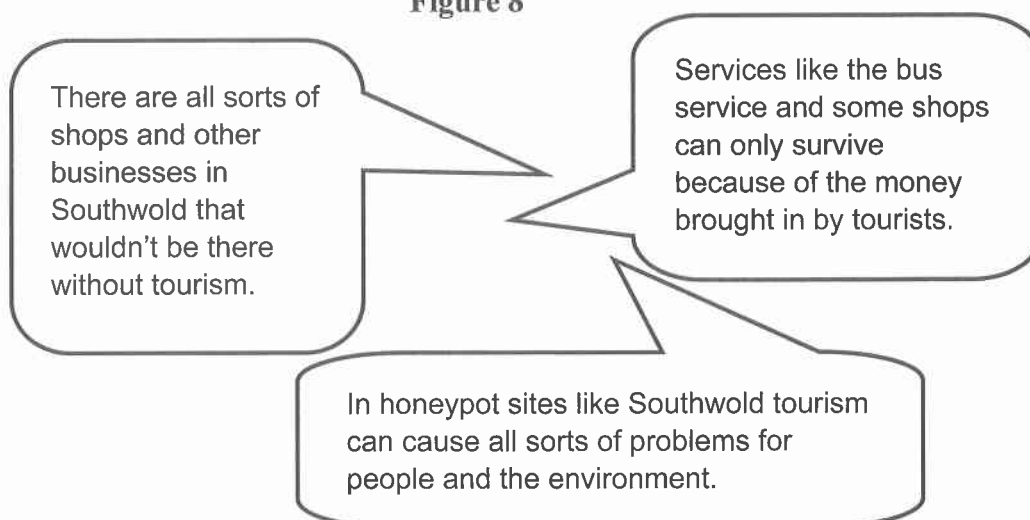 Figure 8
There are all sorts of
shops and other
businesses in
Southwold that
wouldn't be there
without tourism.
Services like the bus
service and some shops
can only survive
because of the money
brought in by tourists.
In honeypot sites like Southwold tourism
can cause all sorts of problems for
people and the environment.